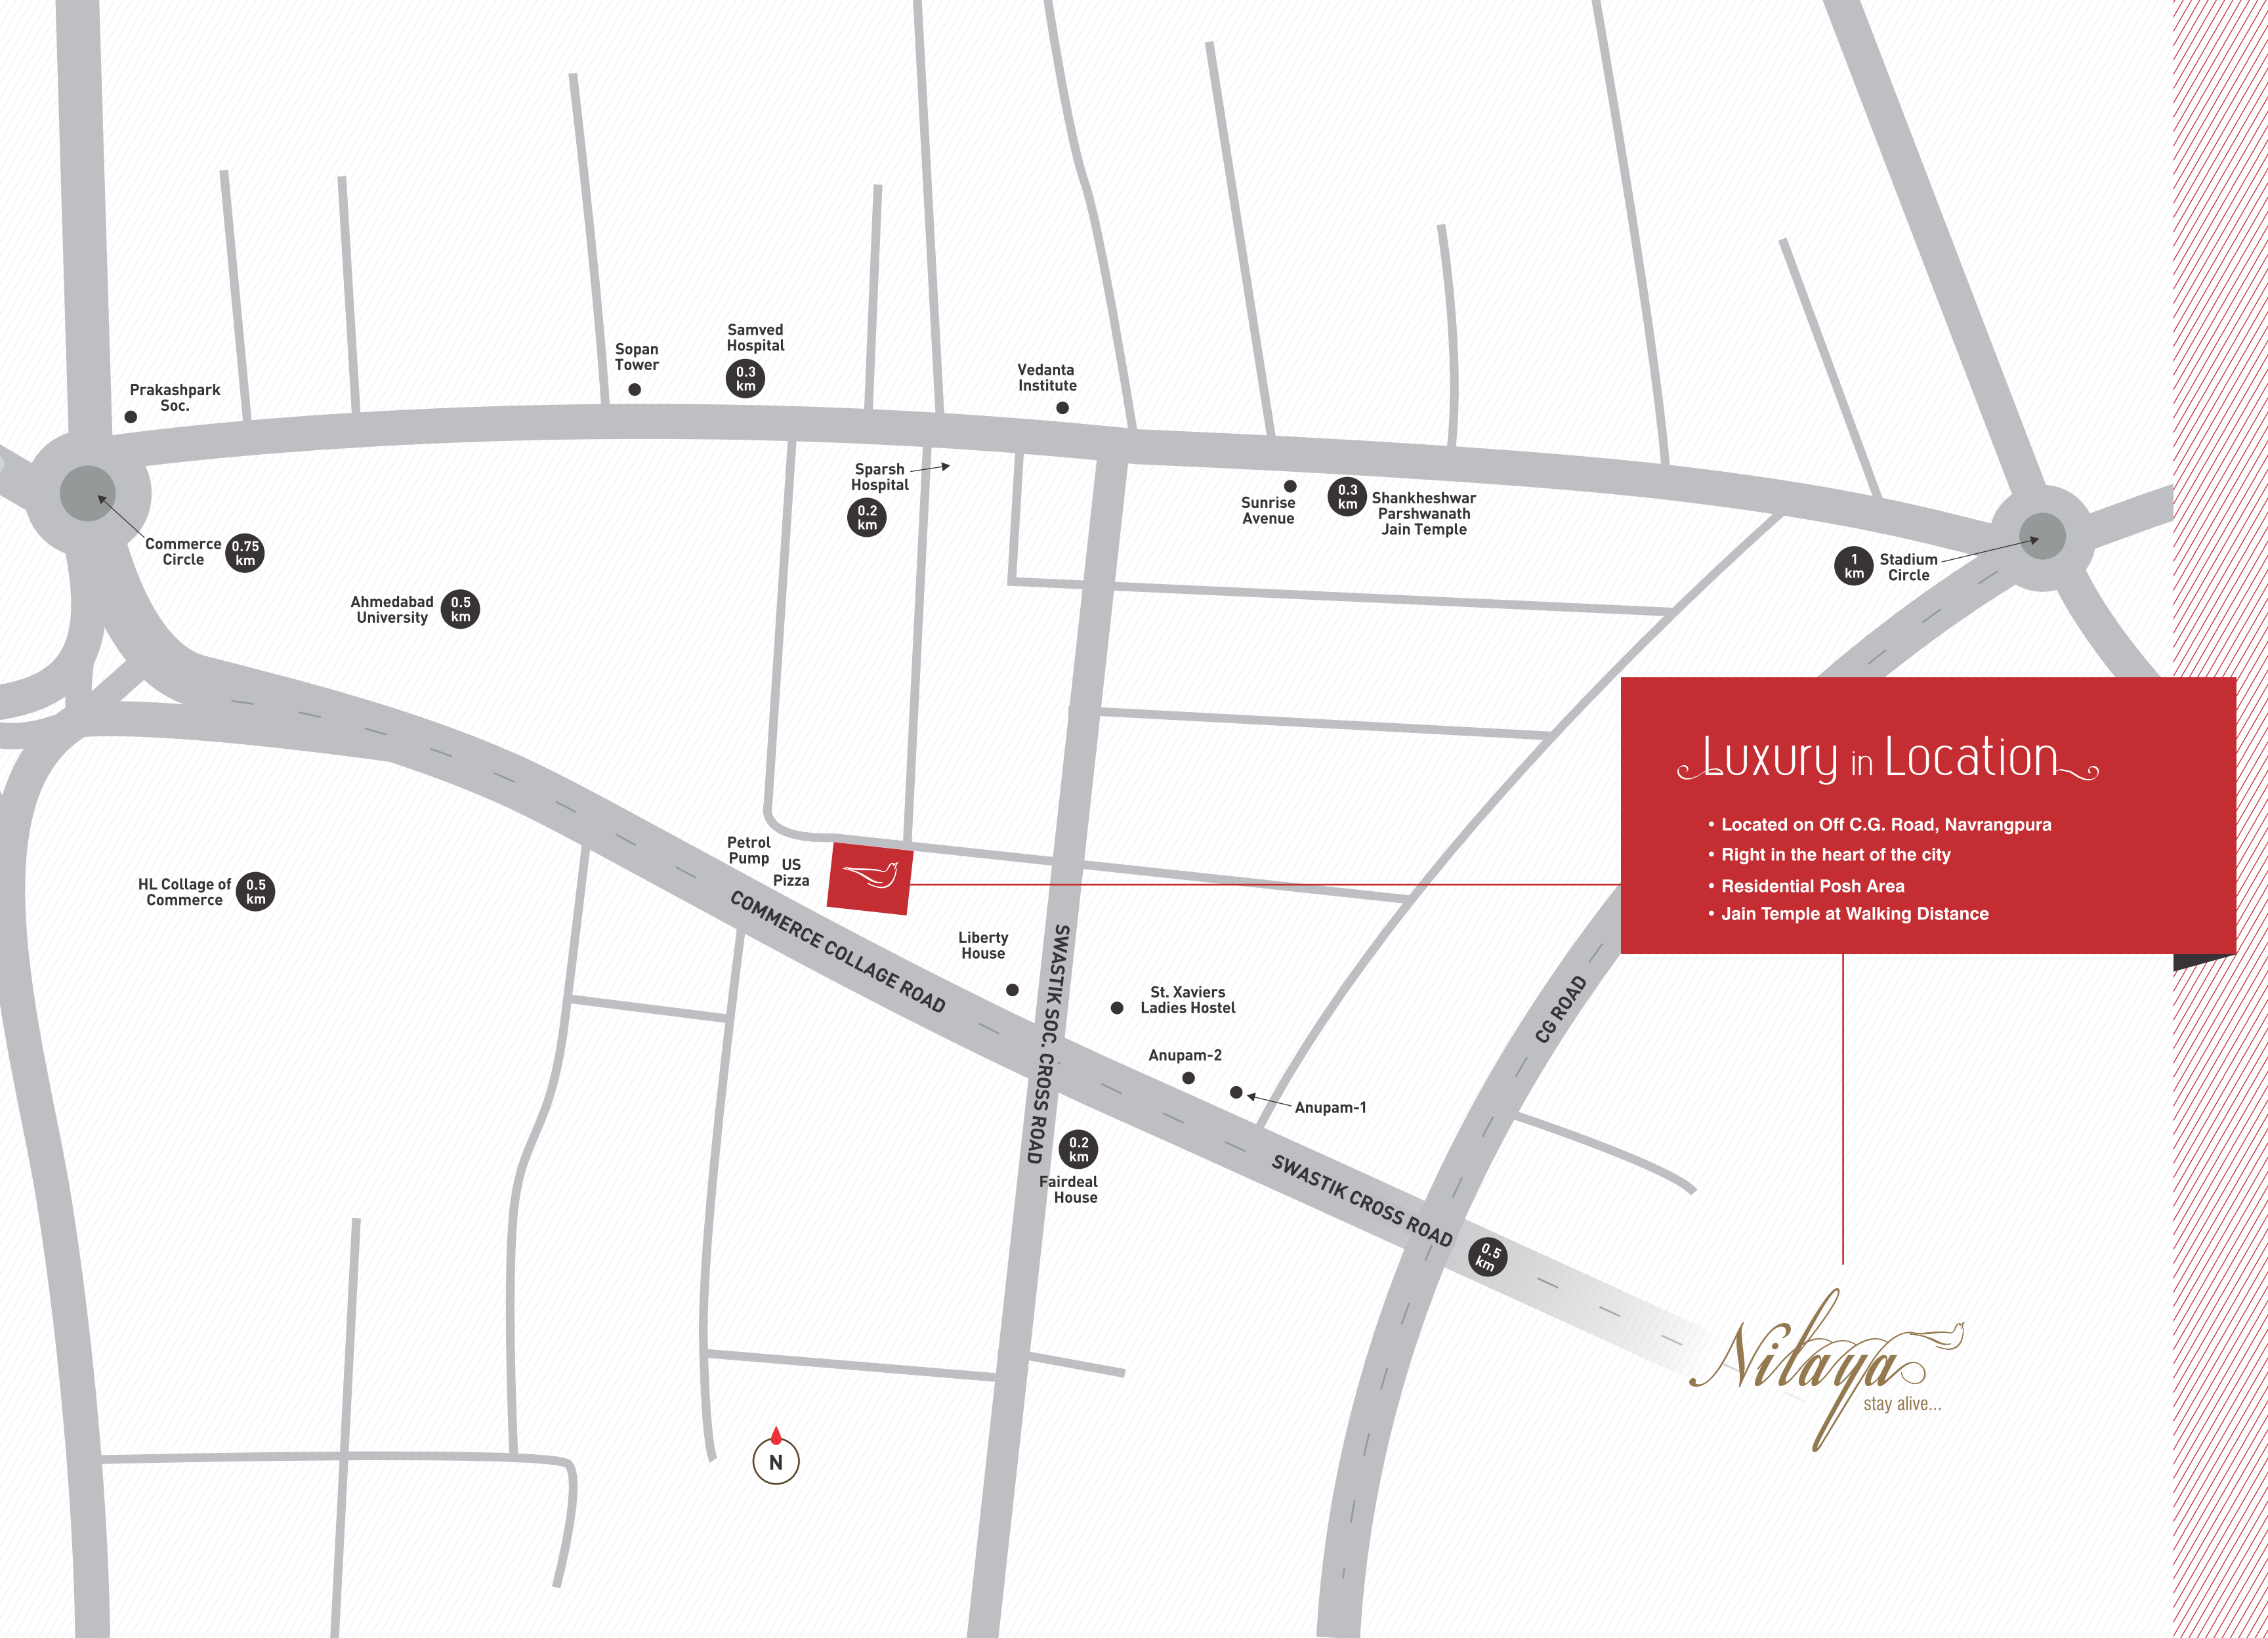 Samved
Hospital
0.3
km
Sopan
Tower
Vedanta
Institute
Prakashpark
Soc.
Sparsh
Hospital
0.2
km
Sunrise
Avenue
0.3
km
Shankheshwar
Parshwanath
Jain Temple
Commerce
Circle
0.75
km
1
km
Stadium
Circle
Ahmedabad
University
0.5
km
Luxury in Location
• Located on Off C.G. Road, Navrangpura
• Right in the heart of the city
• Residential Posh Area
• Jain Temple at Walking Distance
Petrol
Pump
US
Pizza
HL Collage of
Commerce
0.5
km
COMMERCE COLLAGE ROAD
Liberty
House
SWASTIK SOC. CROSS ROAD
St. Xaviers
Ladies Hostel
CG ROAD
Anupam-2
Anupam-1
0.2
km
Fairdeal
House
SWASTIK CROSS ROAD
0.5
km
Nilaya
stay alive...
N